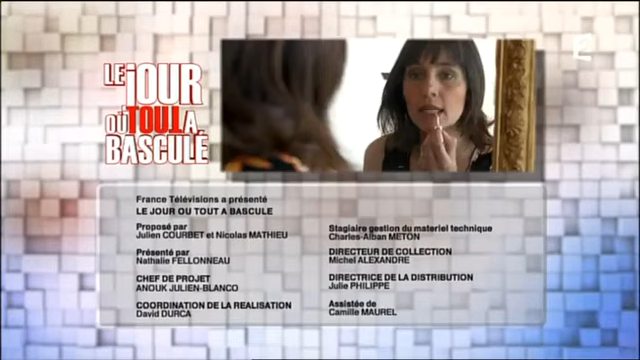 LE JOUR
OÙ TOUT A
BASCULÉ
2
France Télévisions a présenté
LE JOUR OU TOUT A BASCULE
Proposé par
Julien COURBET et Nicolas MATHIEU
Présenté par
Nathalie FELLONNEAU
CHEF DE PROJET
ANOUK JULIEN-BLANCO
COORDINATION DE LA REALISATION
David DURCA
Stagiaire gestion du materiel technique
Charles-Alban METON
DIRECTEUR DE COLLECTION
Michel ALEXANDRE
DIRECTRICE DE LA DISTRIBUTION
Julie PHILIPPE
Assistée de
Camille MAUREL